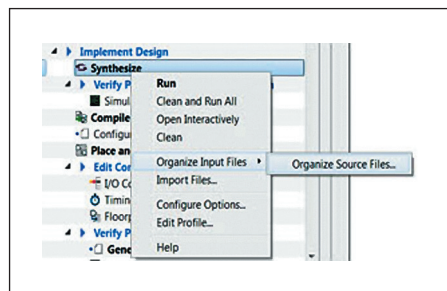 Implement Design
Synthesize
Verify P
Run
Simul
Clean and Run All
Compile
Open Interactively
Configu
Clean
Place an
Organize Input Files
Organize Source Files...
Edit Cor
Import Files...
I/O Co
Timin
Configure Options...
Floorp
Edit Profile...
Verify P
Gene
Help